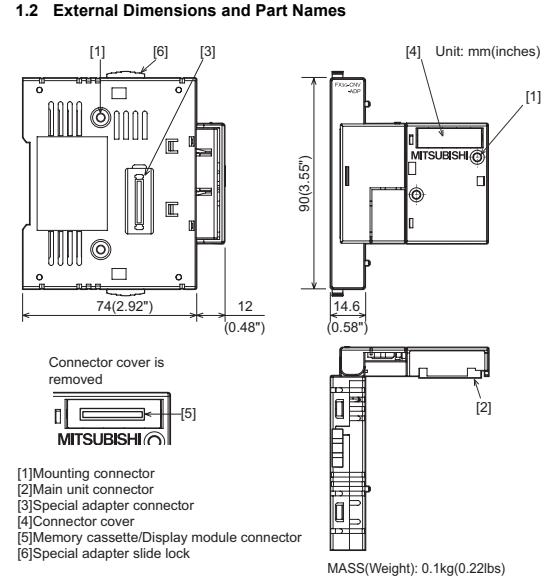 1.2 External Dimensions and Part Names
[1] [6] [3] [4] Unit: mm(inches)
[1]
MITSUBISHI
90(3.55")
74(2.92") 12 14.6
(0.48") (0.58")
Connector cover is
removed
[5]
MITSUBISHI
[2]
[1]Mounting connector
[2]Main unit connector
[3]Special adapter connector
[4]Connector cover
[5]Memory cassette/Display module connector
[6]Special adapter slide lock
MASS(Weight): 0.1kg(0.22lbs)